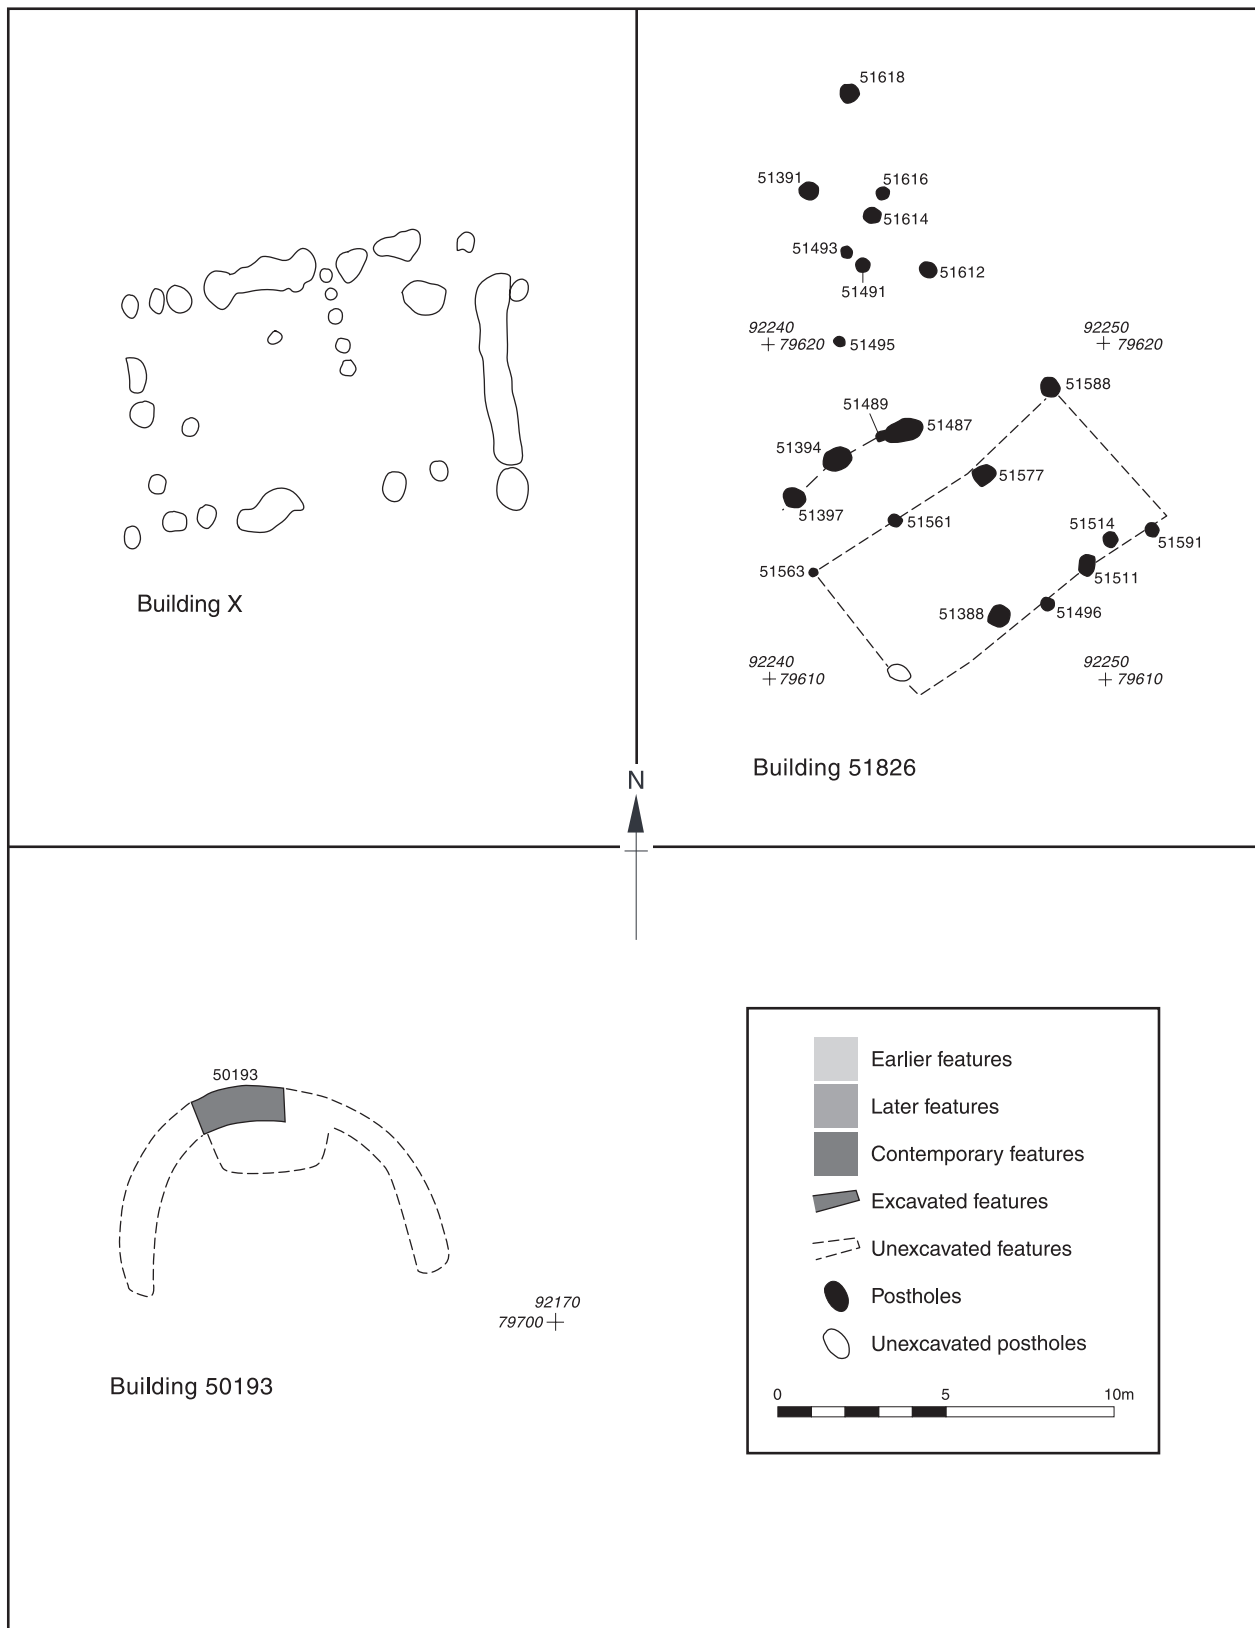 Building X
51618
51391
51616
51614
51493
51491
51612
92240
79620
51495
92250
79620
51588
51489
51487
51394
51577
51397
51561
51514
51591
51563
51511
51388
51496
92240
79610
92250
79610
Building 51826
N
50193
92170
79700
Building 50193
Earlier features
Later features
Contemporary features
Excavated features
Unexcavated features
Postholes
Unexcavated postholes
0 5 10m